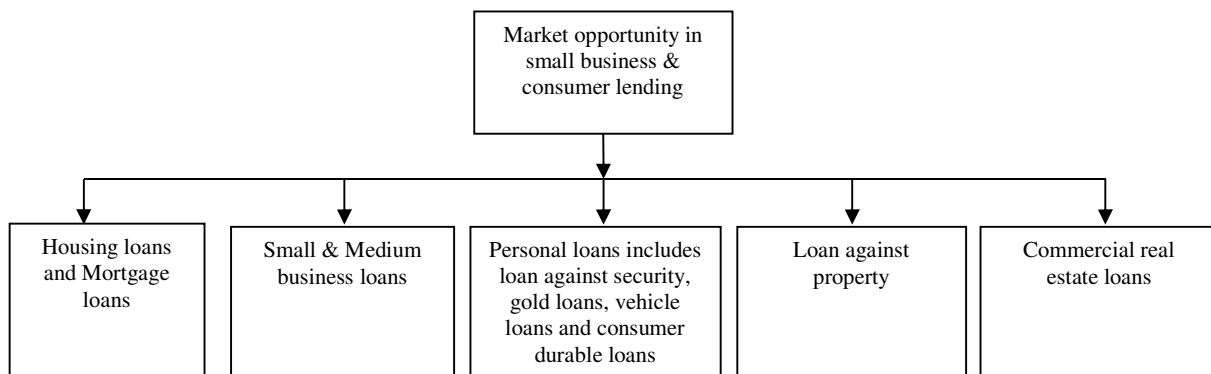 Market opportunity in
small business &
consumer lending
Housing loans
and Mortgage
loans
Small & Medium
business loans
Personal loans includes
loan against security,
gold loans, vehicle
loans and consumer
durable loans
Loan against
property
Commercial real
estate loans